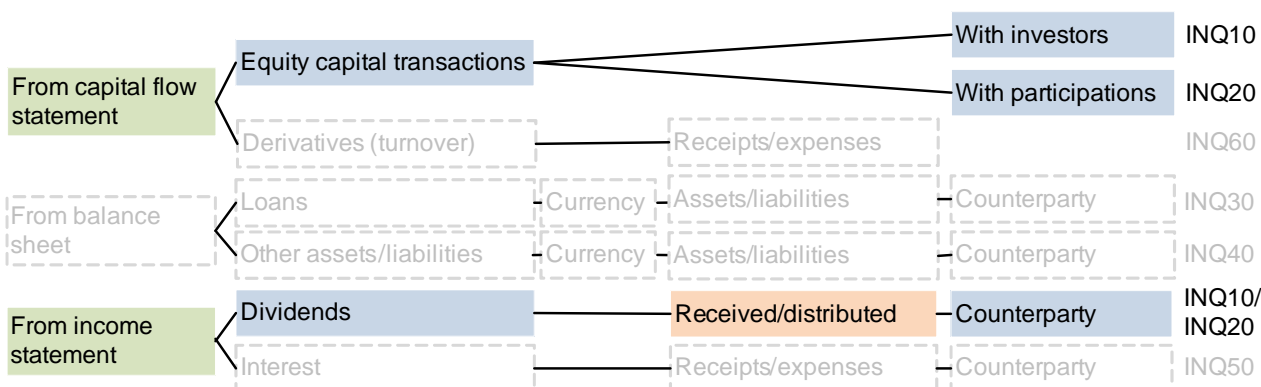 With investors INQ10
Equity capital transactions
From capital flow
statement
With participations INQ20
Derivatives (turnover) Receipts/expenses INQ60
Loans Currency Assets/liabilities Counterparty INQ30
From balance
sheet
Other assets/liabilities Currency Assets/liabilities Counterparty INQ40
Dividends Received/distributed Counterparty INQ10/
INQ20
From income
statement
Interest Receipts/expenses Counterparty INQ50